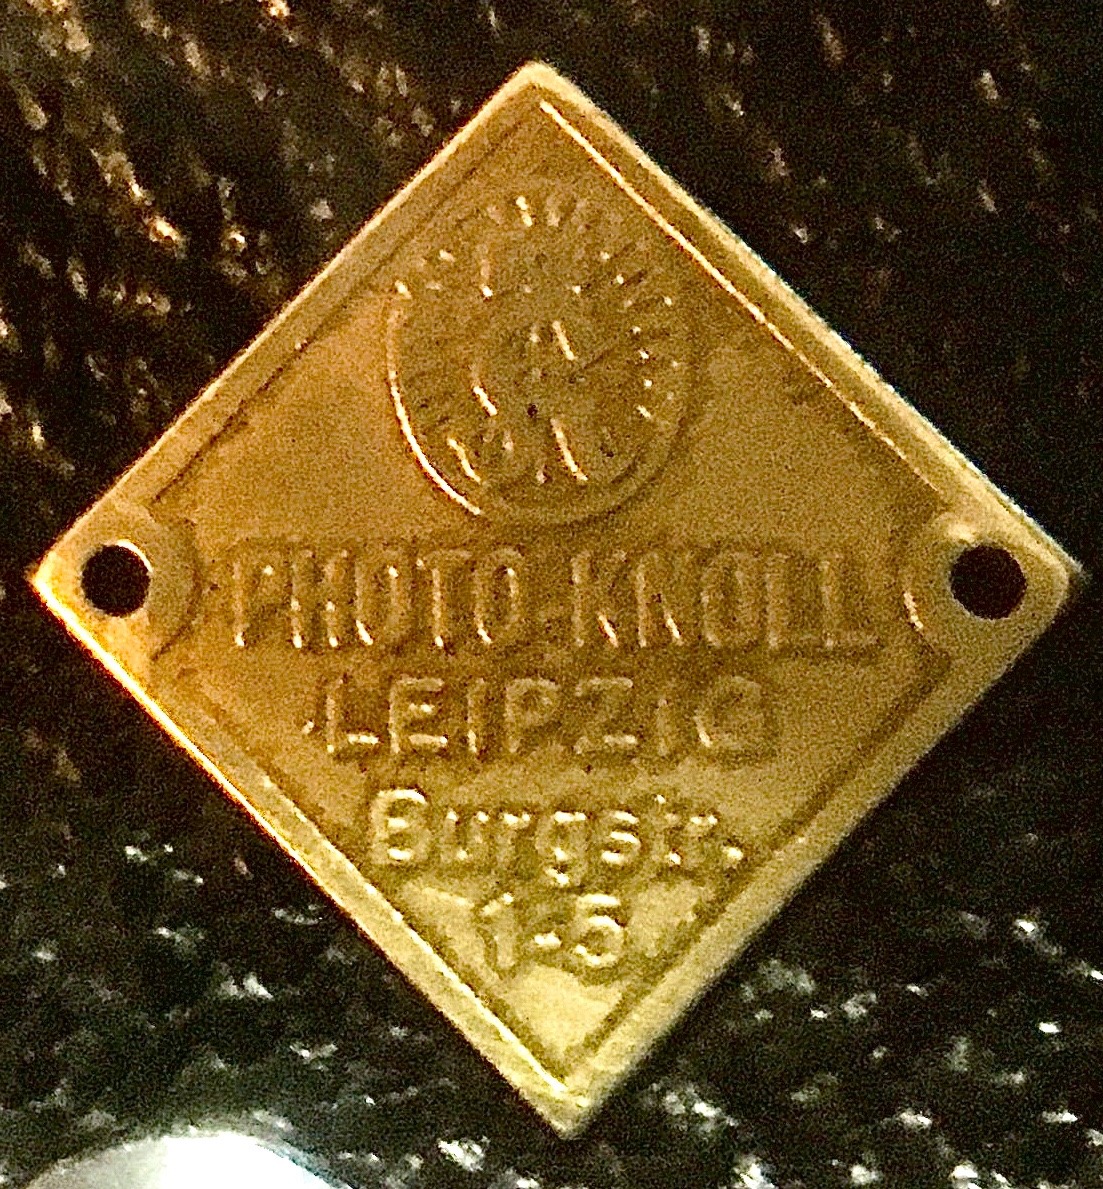 PHOTO-KNOLL
LEIPZIG
Burgstr.
1-5